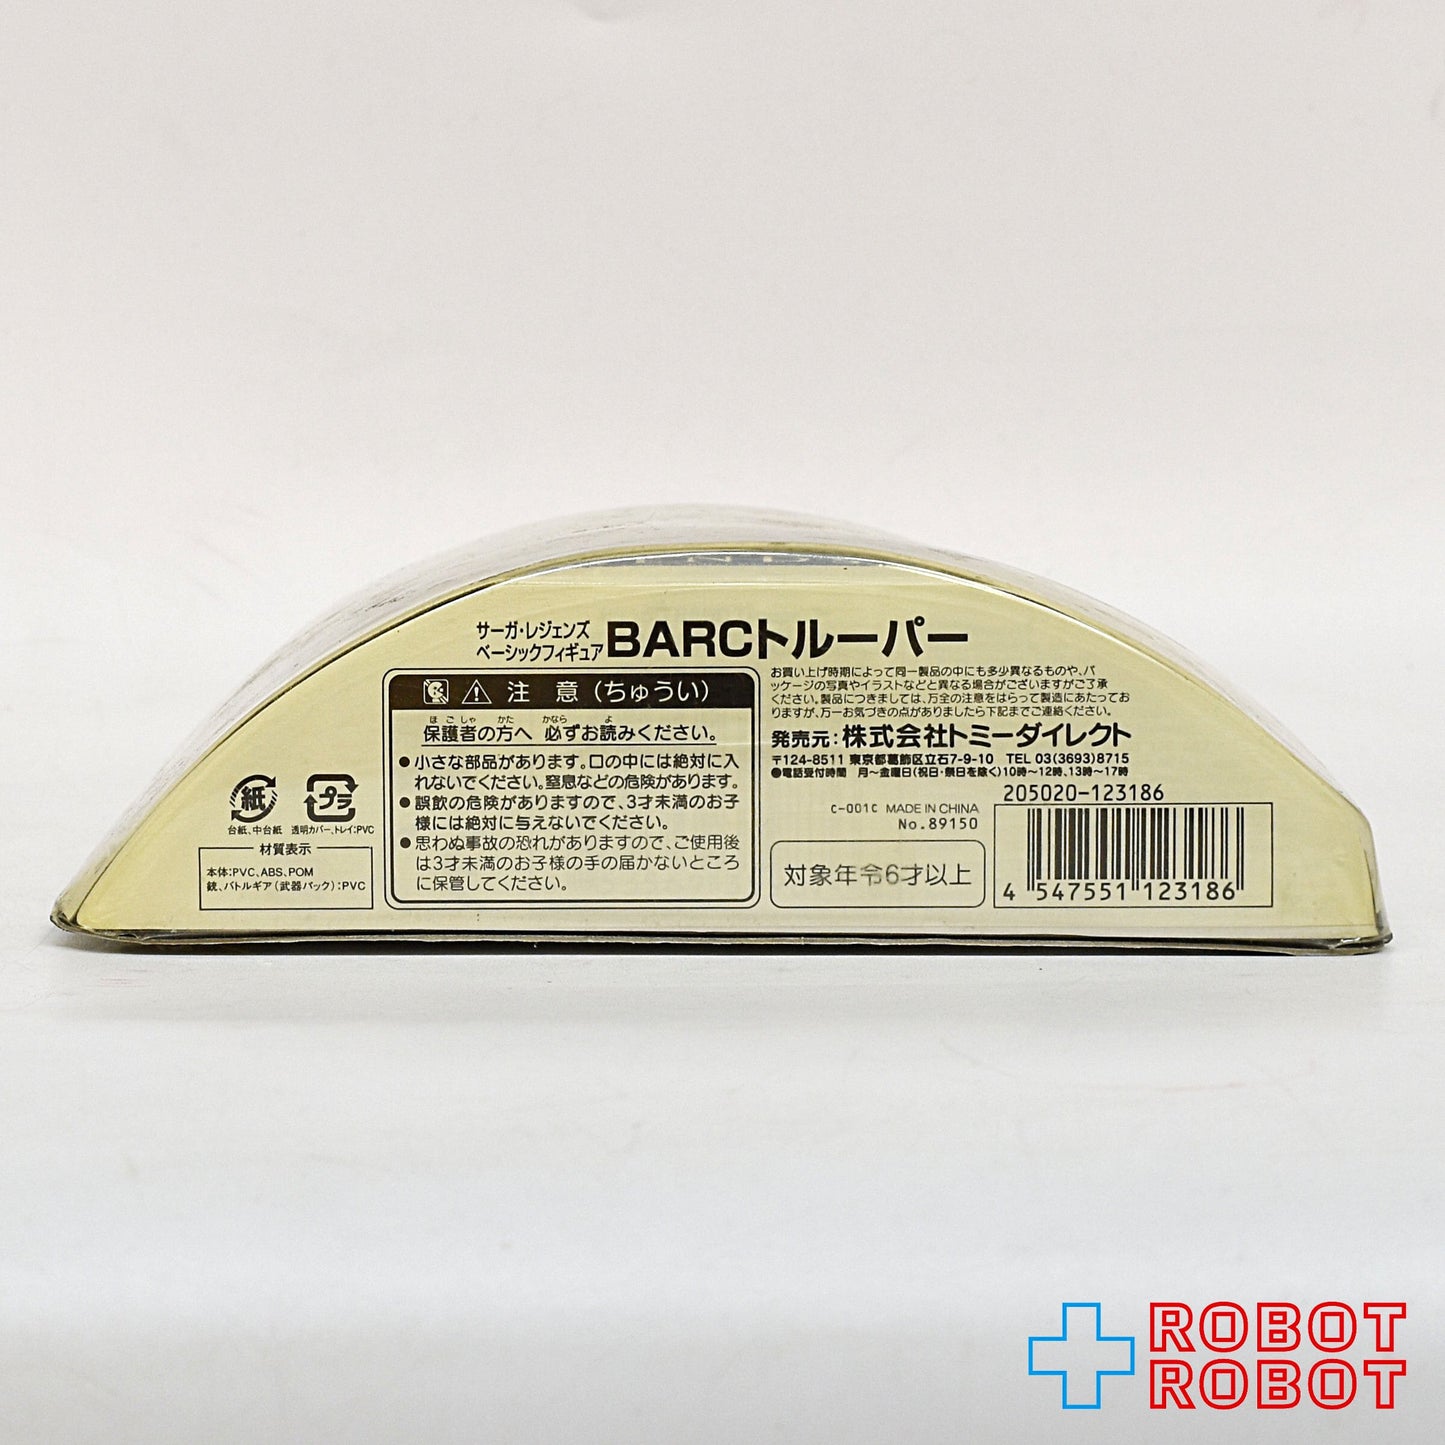 サーガ・レジェンズ
ベーシックフィギュア BARCトルーパー
注 意（ちゅうい）
ほごしゃ かた かなら よ
保護者の方へ 必ずお読みください。
●小さな部品があります。口の中には絶対に入
れないでください。窒息などの危険があります。
●誤飲の危険がありますので、3才未満のお子
様には絶対に与えないでください。
●思わぬ事故の恐れがありますので、ご使用後
は3才未満のお子様の手の届かないところ
に保管してください。
紙
台紙、中台紙
プラ
透明カバー、トレイ:PVC
材質表示
本体:PVC、ABS、POM
銃、バトルギア（武器パック）:PVC
お買い上げ時期によって同一製品の中にも多少異なるものや、パ
ッケージの写真やイラストなどと異なる場合がございますがご了承
ください。製品につきましては、万全の注意をはらって製造にあたってお
りますが、万一お気づきの点がありましたら下記までご連絡ください。
発売元:株式会社トミーダイレクト
〒124-8511 東京都葛飾区立石7-9-10 TEL 03(3693)8715
●電話受付時間 月〜金曜日(祝日・祭日を除く)10時〜12時、13時〜17時
205020-123186
C-001C MADE IN CHINA
No.89150
対象年令6才以上
4 547551 123186
ROBOT
ROBOT